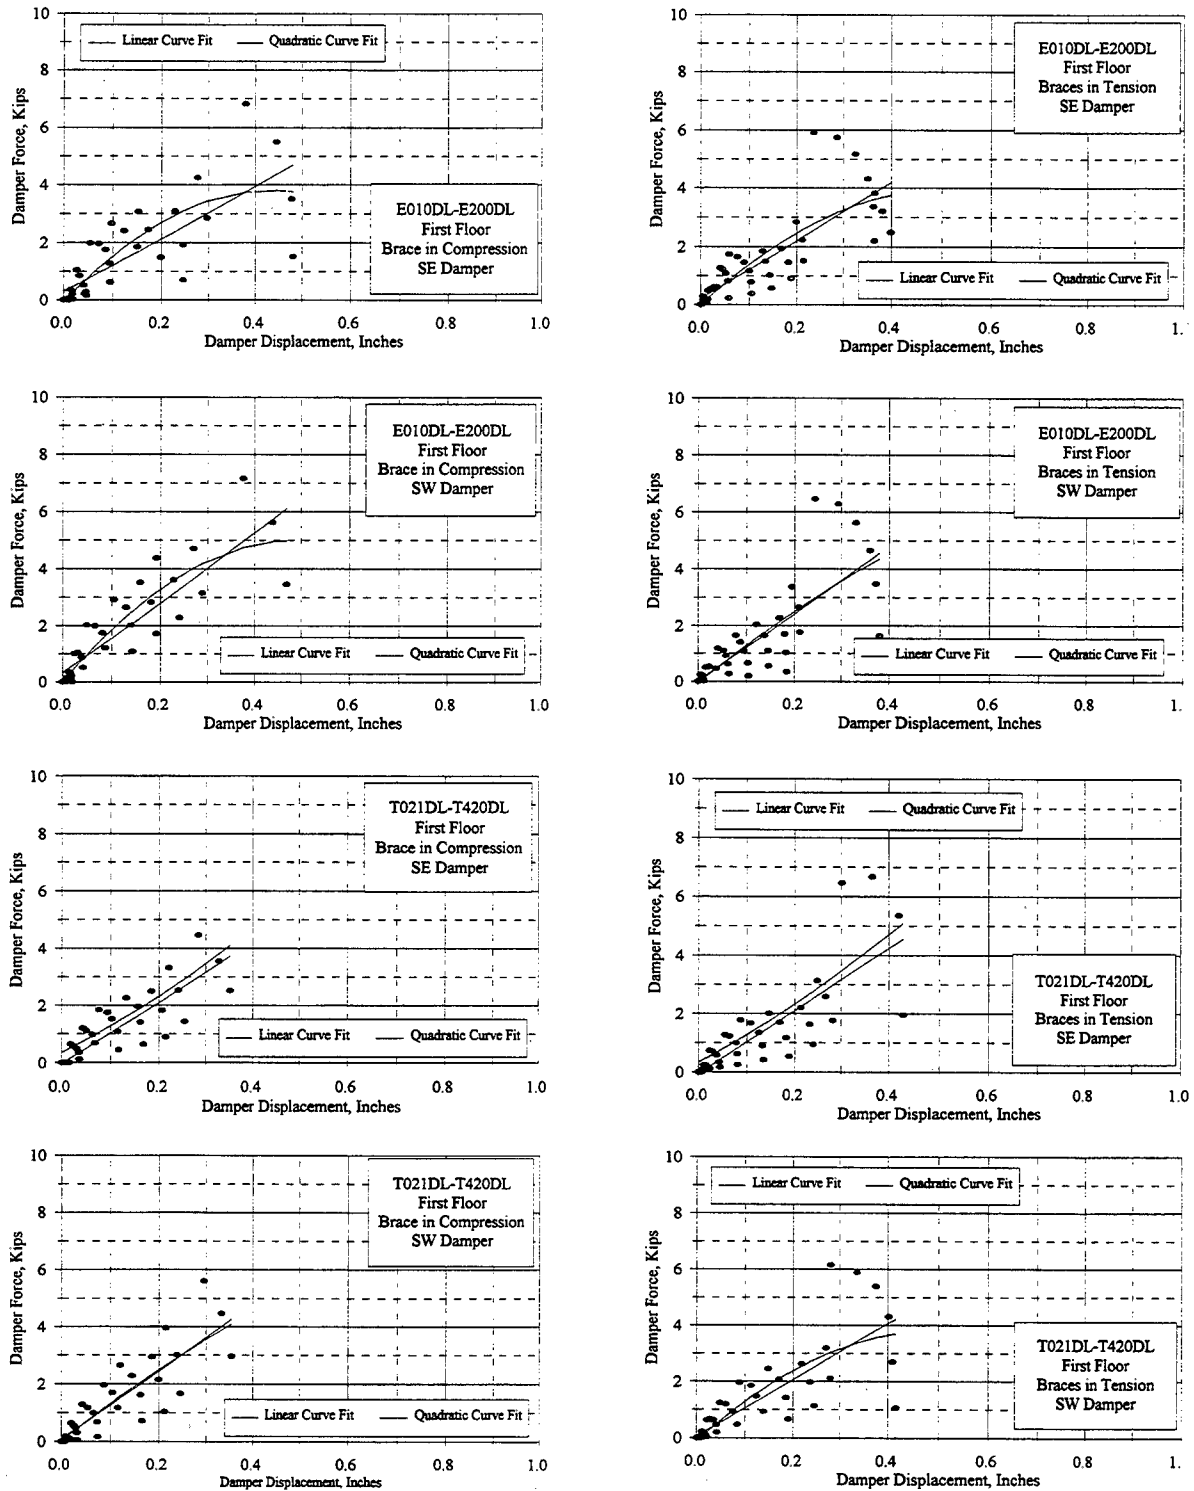 10
Linear Curve Fit
Quadratic Curve Fit
8
6
4
2
0
Damper Force, Kips
E010DL-E200DL
First Floor
Brace in Compression
SE Damper
0.0
0.2
0.4
0.6
0.8
1.0
Damper Displacement, Inches
10
8
6
4
2
0
Damper Force, Kips
E010DL-E200DL
First Floor
Braces in Tension
SE Damper
Linear Curve Fit
Quadratic Curve Fit
0.0
0.2
0.4
0.6
0.8
1.
Damper Displacement, Inches
10
8
6
4
2
0
Damper Force, Kips
E010DL-E200DL
First Floor
Brace in Compression
SW Damper
Linear Curve Fit
Quadratic Curve Fit
0.0
0.2
0.4
0.6
0.8
1.0
Damper Displacement, Inches
10
8
6
4
2
0
Damper Force, Kips
E010DL-E200DL
First Floor
Braces in Tension
SW Damper
Linear Curve Fit
Quadratic Curve Fit
0.0
0.2
0.4
0.6
0.8
1.
Damper Displacement, Inches
10
8
6
4
2
0
Damper Force, Kips
T021DL-T420DL
First Floor
Brace in Compression
SE Damper
Linear Curve Fit
Quadratic Curve Fit
0.0
0.2
0.4
0.6
0.8
1.0
Damper Displacement, Inches
10
Linear Curve Fit
Quadratic Curve Fit
8
6
4
2
0
Damper Force, Kips
T021DL-T420DL
First Floor
Braces in Tension
SE Damper
0.0
0.2
0.4
0.6
0.8
1.0
Damper Displacement, Inches
10
8
6
4
2
0
Damper Force, Kips
T021DL-T420DL
First Floor
Brace in Compression
SW Damper
Linear Curve Fit
Quadratic Curve Fit
0.0
0.2
0.4
0.6
0.8
1.0
Damper Displacement, Inches
10
Linear Curve Fit
Quadratic Curve Fit
8
6
4
2
0
Damper Force, Kips
T021DL-T420DL
First Floor
Braces in Tension
SW Damper
0.0
0.2
0.4
0.6
0.8
1.
Damper Displacement, Inches